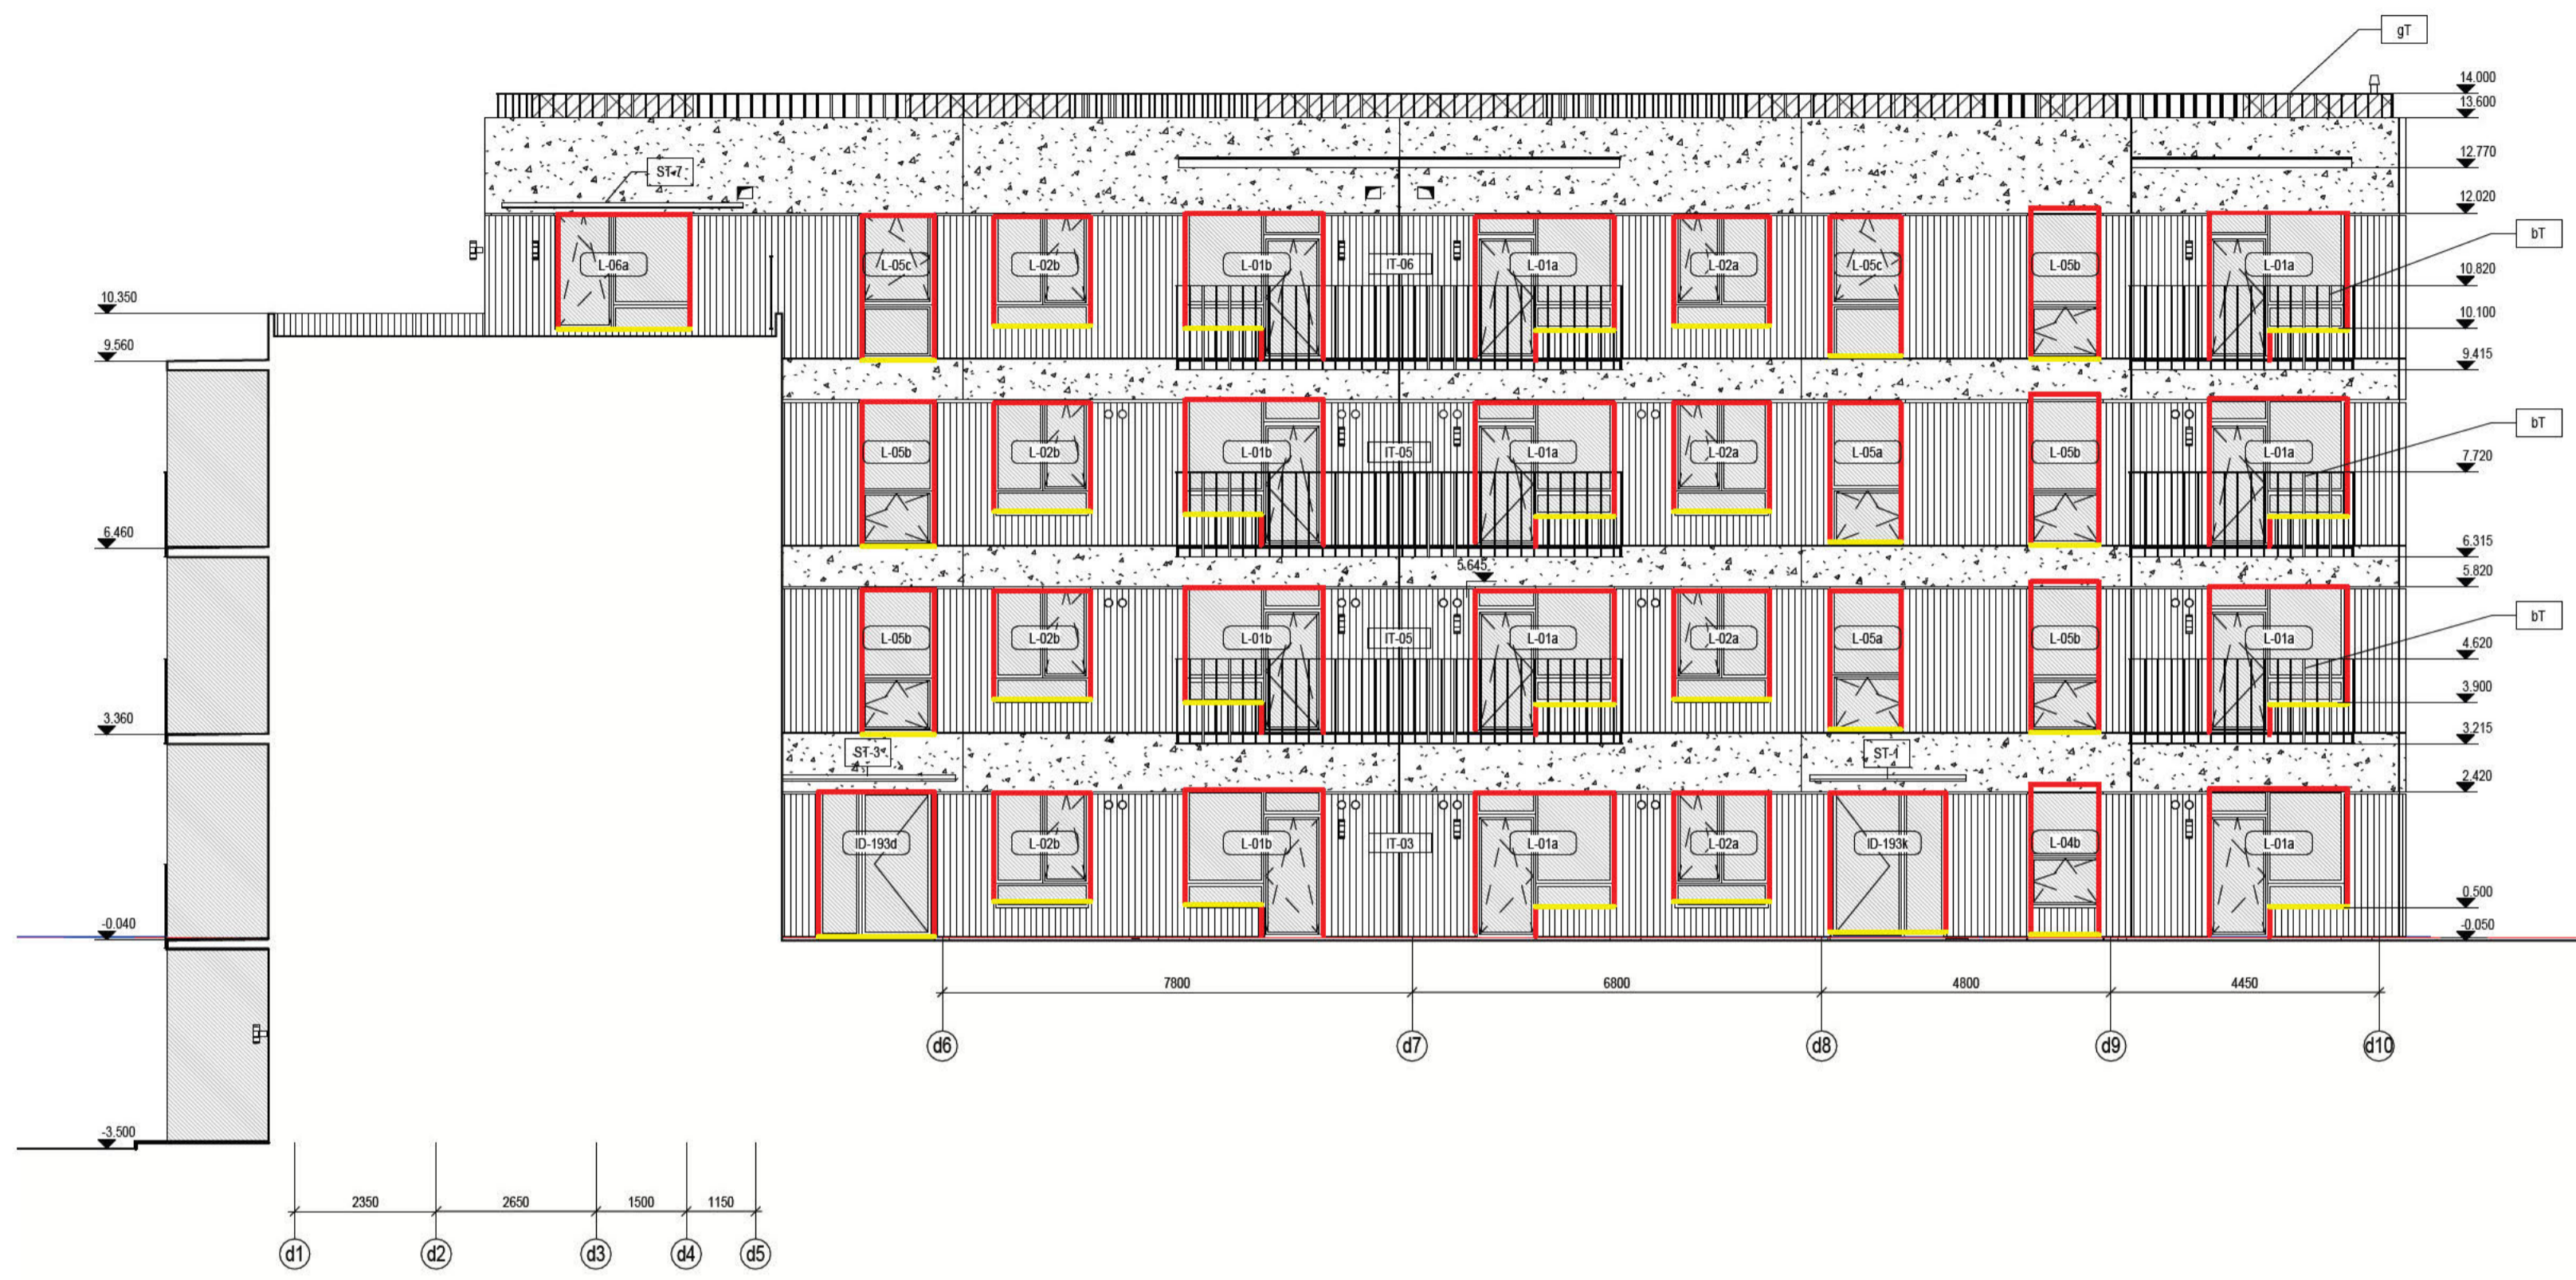 gT
14.000
13.600
12.770
ST-7
12.020
bT
L-06a
L-05c
L-02b
L-01b
IT-06
L-01a
L-02a
L-05c
L-05b
L-01a
10.820
10.350
10.100
9.560
9.415
bT
L-05b
L-02b
L-01b
IT-05
L-01a
L-02a
L-05a
L-05b
L-01a
7.720
6.460
6.315
5.645
5.820
bT
L-05b
L-02b
L-01b
IT-05
L-01a
L-02a
L-05a
L-05b
L-01a
4.620
3.900
3.360
3.215
ST-3
ST-1
2.420
ID-193d
L-02b
L-01b
IT-03
L-01a
L-02a
ID-193k
L-04b
L-01a
0.500
-0.040
-0.050
7800
6800
4800
4450
d6
d7
d8
d9
d10
-3.500
2350
2650
1500
1150
d1
d2
d3
d4
d5